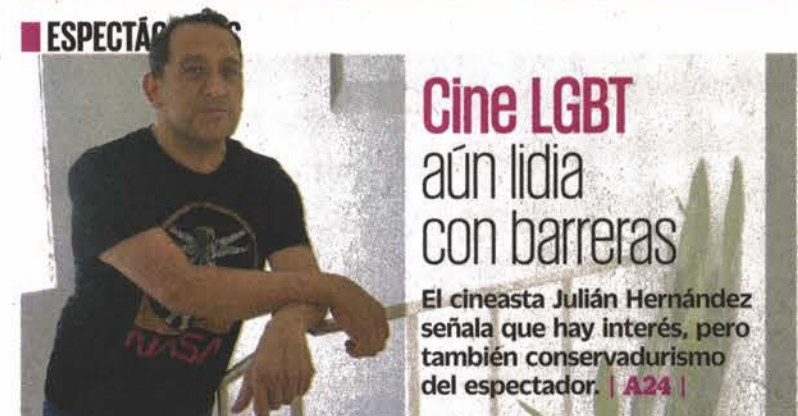 ESPECTÁCULOS
Cine LGBT
aún lidia
con barreras
El cineasta Julián Hernández
señala que hay interés, pero
también conservadurismo
del espectador. | A24 |
NASA